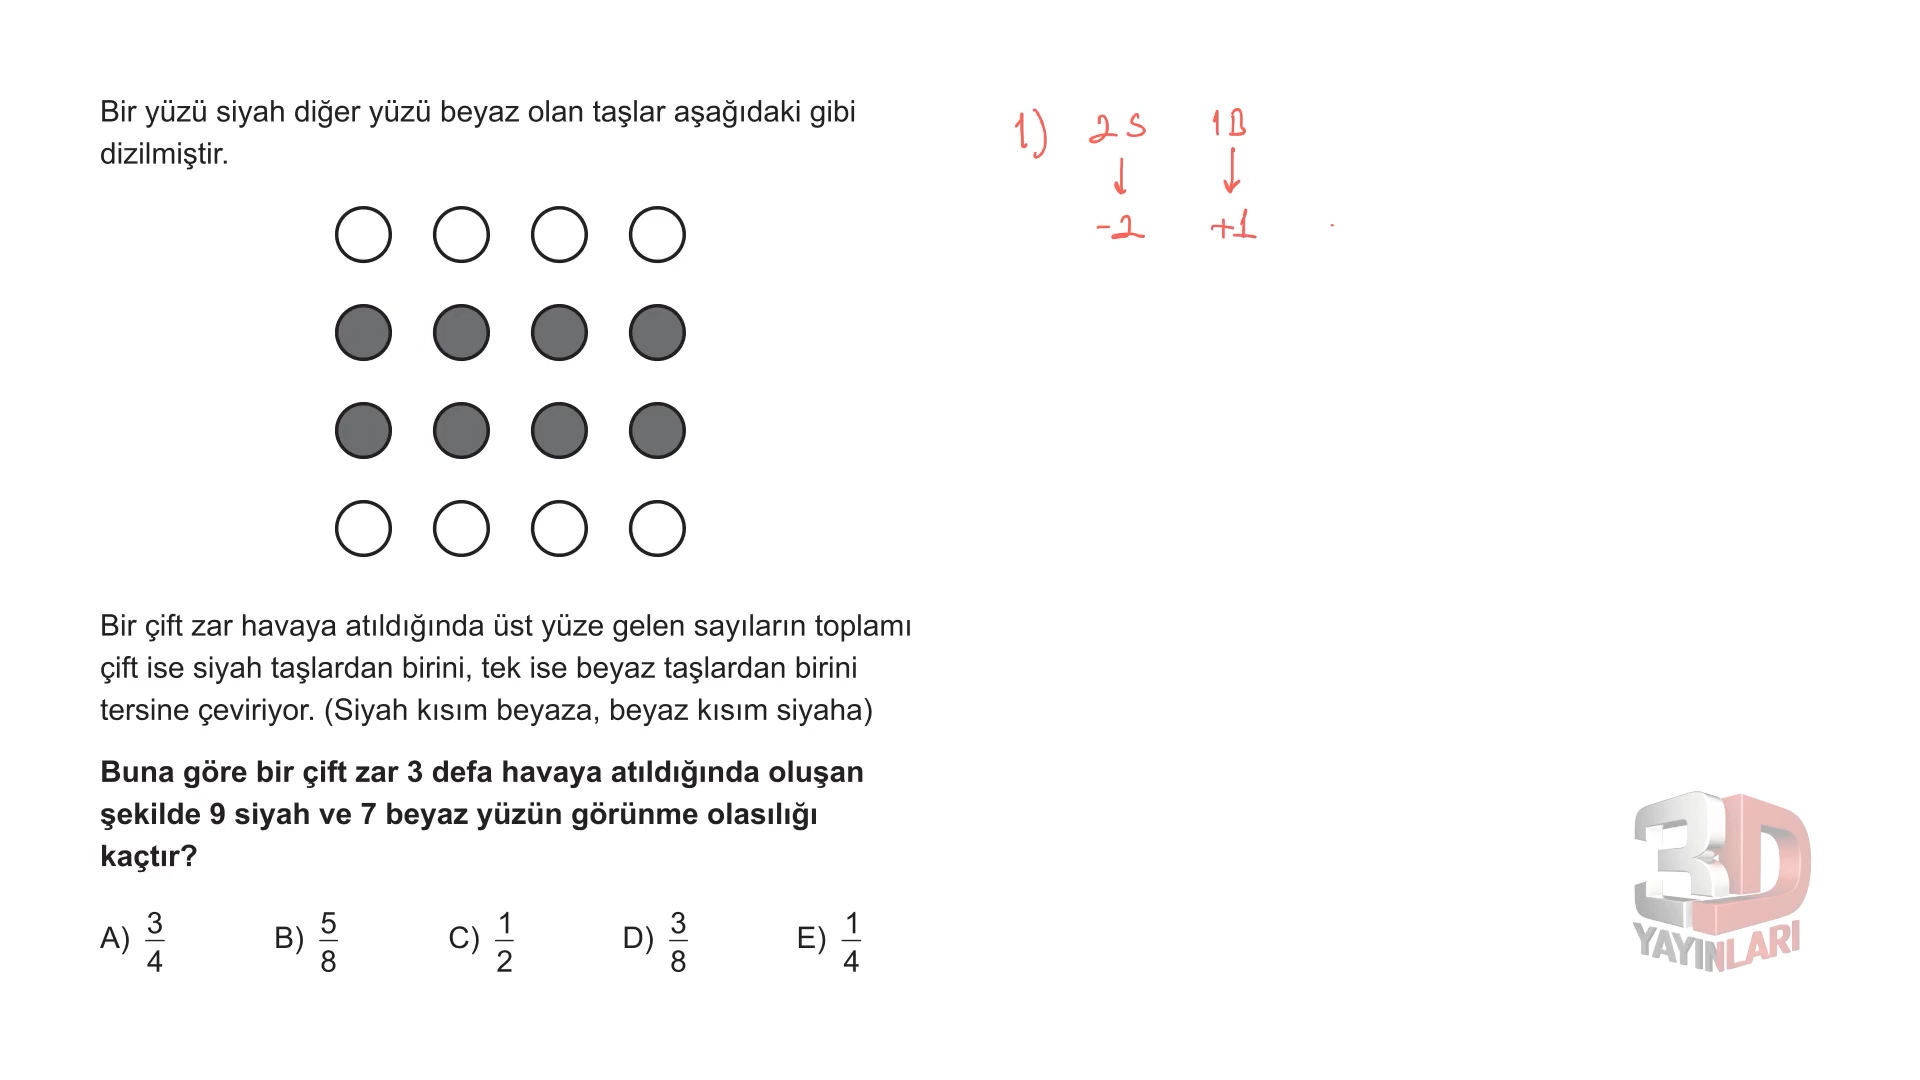 Bir yüzü siyah diğer yüzü beyaz olan taşlar aşağıdaki gibi
dizilmiştir.
Bir çift zar havaya atıldığında üst yüze gelen sayıların toplamı
çift ise siyah taşlardan birini, tek ise beyaz taşlardan birini
tersine çeviriyor. (Siyah kısım beyaza, beyaz kısım siyaha)
Buna göre bir çift zar 3 defa havaya atıldığında oluşan
şekilde 9 siyah ve 7 beyaz yüzün görünme olasılığı
kaçtır?
A) 3/4 B) 5/8 C) 1/2 D) 3/8 E) 1/4
1) 2S 1B
↓ ↓
-2 +1
3D
YAYINLARI